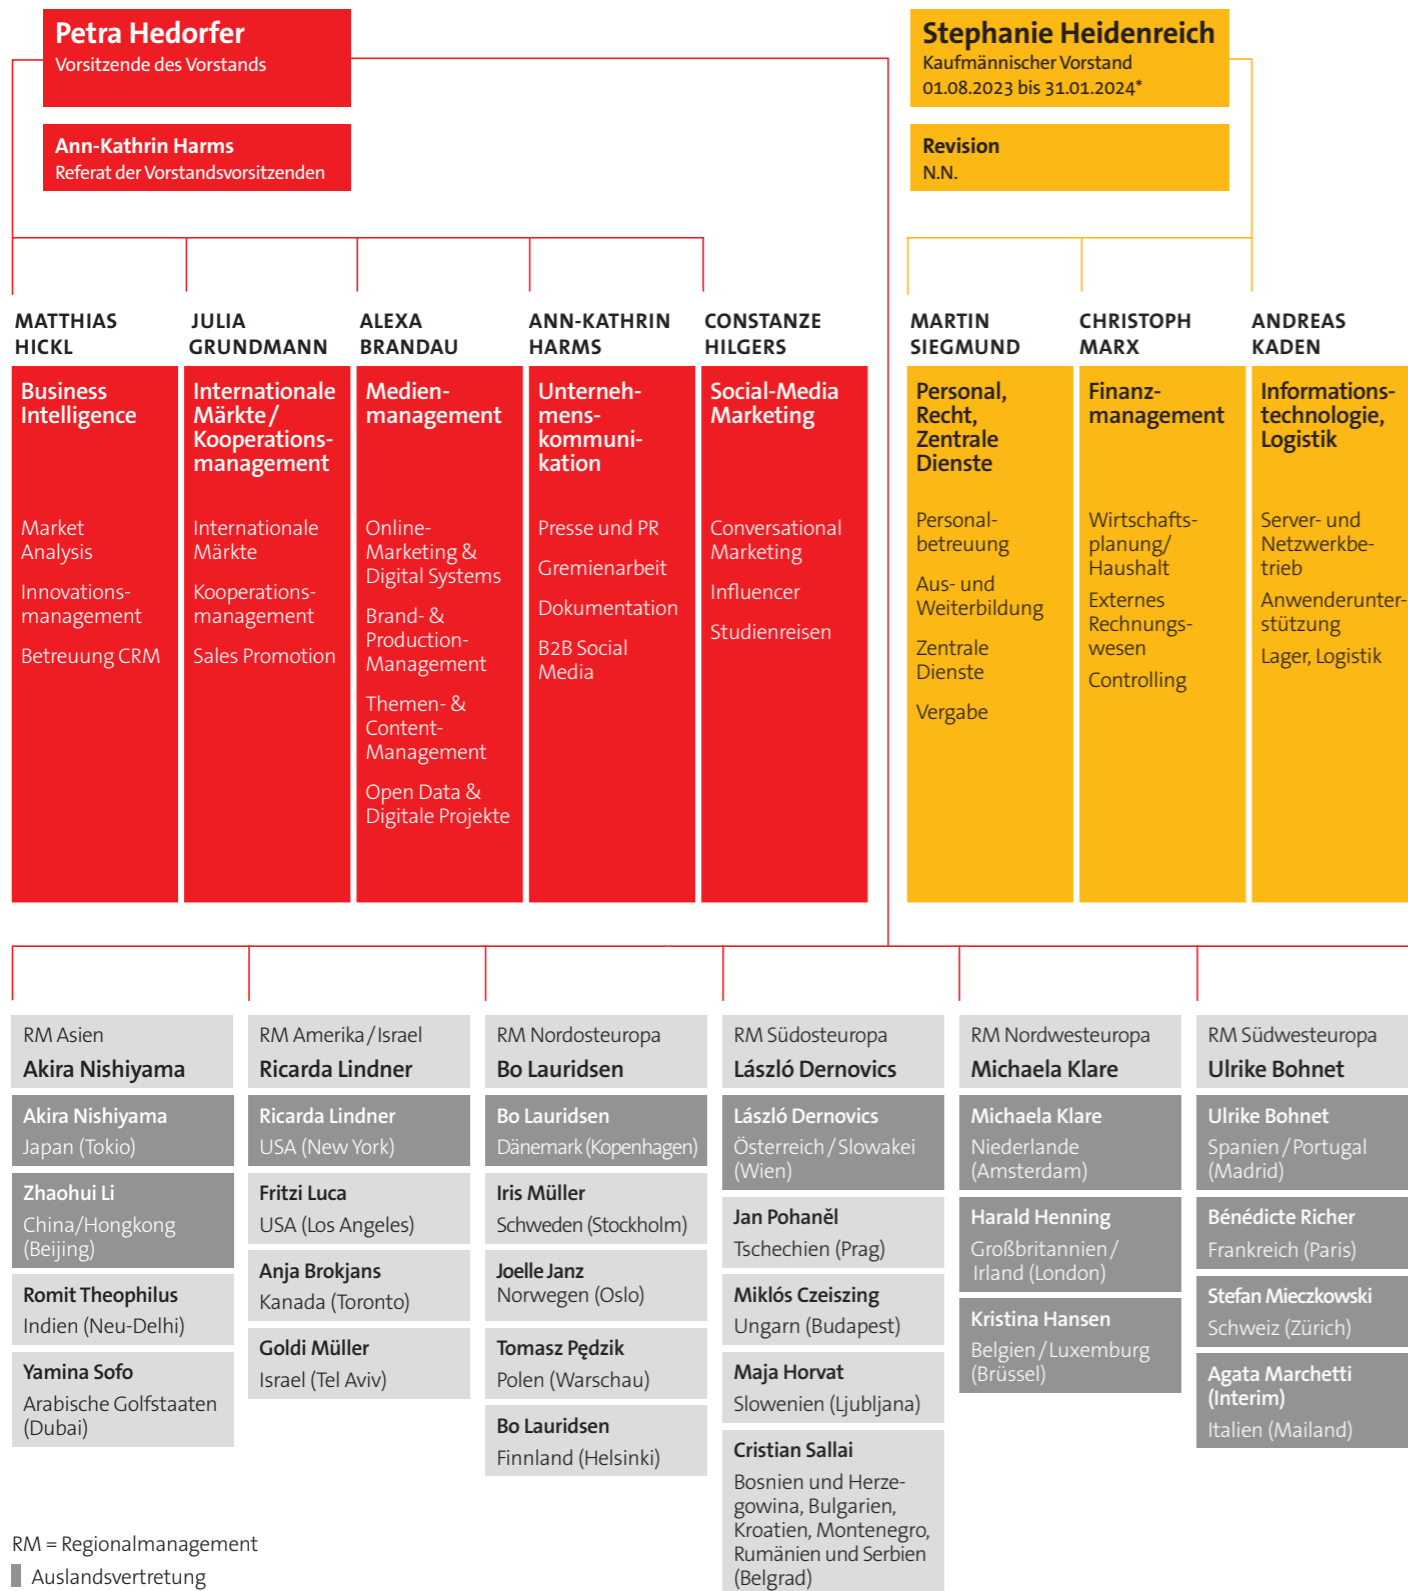 Petra Hedorfer
Vorsitzende des Vorstands
Ann-Kathrin Harms
Referat der Vorstandsvorsitzenden
Stephanie Heidenreich
Kaufmännischer Vorstand
01.08.2023 bis 31.01.2024*
Revision
N.N.
MATTHIAS
HICKL
Business
Intelligence
Market
Analysis
Innovations-
management
Betreuung CRM
JULIA
GRUNDMANN
Internationale
Märkte /
Kooperations-
management
Internationale
Märkte
Kooperations-
management
Sales Promotion
ALEXA
BRANDAU
Medien-
management
Online-
Marketing &
Digital Systems
Brand- &
Production-
Management
Themen- &
Content-
Management
Open Data &
Digitale Projekte
ANN-KATHRIN
HARMS
Unterneh-
mens-
kommuni-
kation
Presse und PR
Gremienarbeit
Dokumentation
B2B Social
Media
CONSTANZE
HILGERS
Social-Media
Marketing
Conversational
Marketing
Influencer
Studienreisen
MARTIN
SIEGMUND
Personal,
Recht,
Zentrale
Dienste
Personal-
betreuung
Aus- und
Weiterbildung
Zentrale
Dienste
Vergabe
CHRISTOPH
MARX
Finanz-
management
Wirtschafts-
planung/
Haushalt
Externes
Rechnungs-
wesen
Controlling
ANDREAS
KADEN
Informations-
technologie,
Logistik
Server- und
Netzwerkbe-
trieb
Anwenderunter-
stützung
Lager, Logistik
RM Asien
Akira Nishiyama
Akira Nishiyama
Japan (Tokio)
Zhaohui Li
China/Hongkong
(Beijing)
Romit Theophilus
Indien (Neu-Delhi)
Yamina Sofo
Arabische Golfstaaten
(Dubai)
RM Amerika / Israel
Ricarda Lindner
Ricarda Lindner
USA (New York)
Fritzi Luca
USA (Los Angeles)
Anja Brokjans
Kanada (Toronto)
Goldi Müller
Israel (Tel Aviv)
RM Nordosteuropa
Bo Lauridsen
Bo Lauridsen
Dänemark (Kopenhagen)
Iris Müller
Schweden (Stockholm)
Joelle Janz
Norwegen (Oslo)
Tomasz Pędzik
Polen (Warschau)
Bo Lauridsen
Finnland (Helsinki)
RM Südosteuropa
László Dernovics
László Dernovics
Österreich / Slowakei
(Wien)
Jan Pohaněl
Tschechien (Prag)
Miklós Czeiszing
Ungarn (Budapest)
Maja Horvat
Slowenien (Ljubljana)
Cristian Sallai
Bosnien und Herze-
gowina, Bulgarien,
Kroatien, Montenegro,
Rumänien und Serbien
(Belgrad)
RM Nordwesteuropa
Michaela Klare
Michaela Klare
Niederlande
(Amsterdam)
Harald Henning
Großbritannien /
Irland (London)
Kristina Hansen
Belgien / Luxemburg
(Brüssel)
RM Südwesteuropa
Ulrike Bohnet
Ulrike Bohnet
Spanien / Portugal
(Madrid)
Bénédicte Richer
Frankreich (Paris)
Stefan Mieczkowski
Schweiz (Zürich)
Agata Marchetti
(Interim)
Italien (Mailand)
RM = Regionalmanagement
Auslandsvertretung